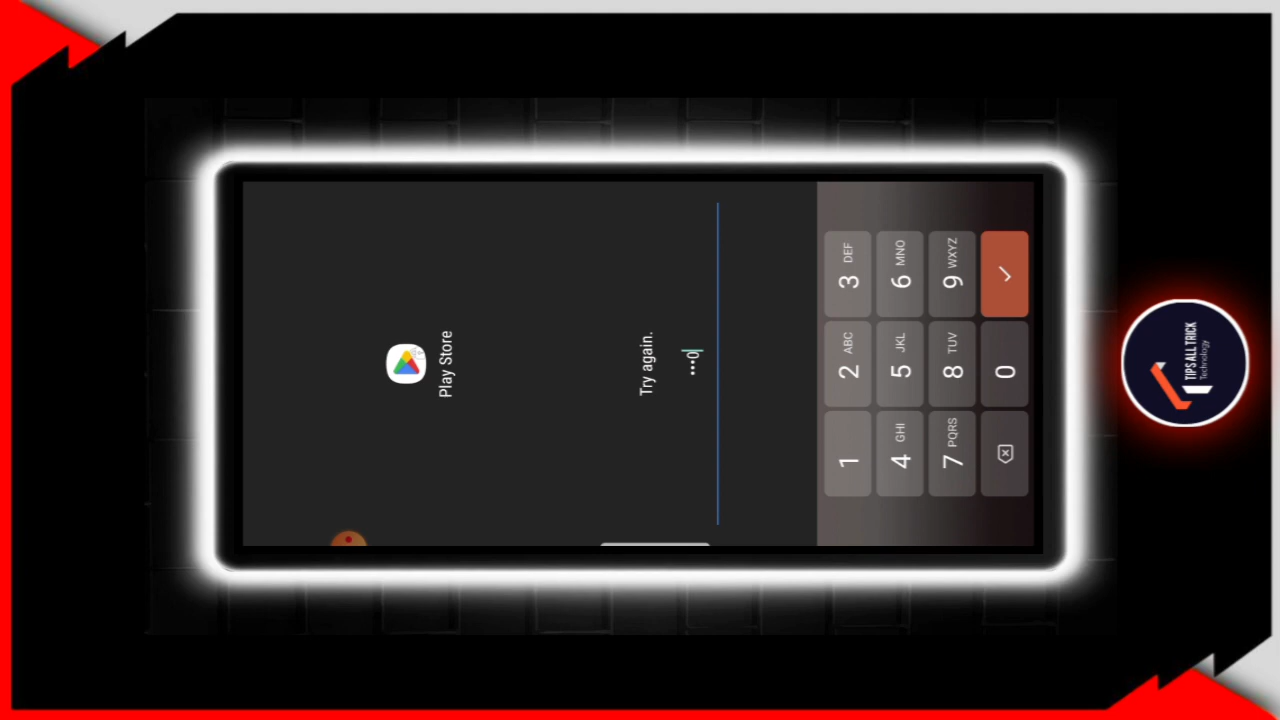 Play Store
Try again.
•••0
1
2 ABC
3 DEF
4 GHI
5 JKL
6 MNO
7 PQRS
8 TUV
9 WXYZ
0
TIPS ALL TRICK
Technology